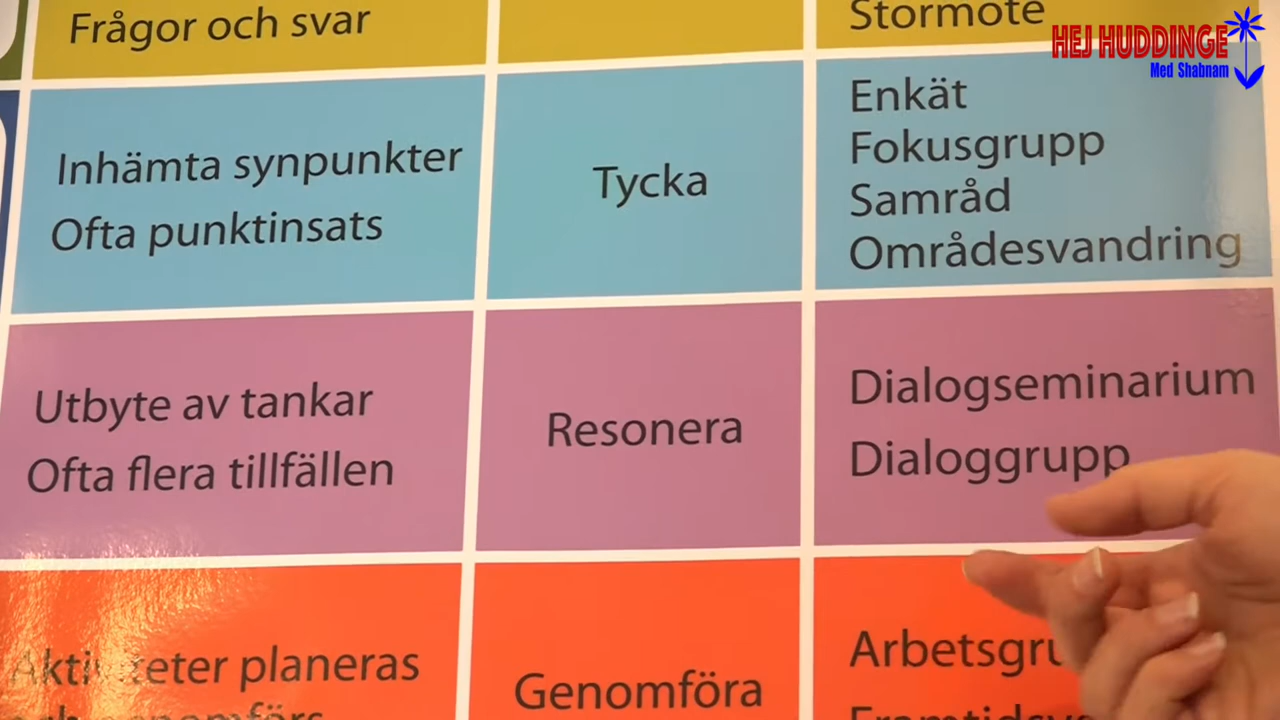 Frågor och svar
Stormöte
HEJ HUDDINGE
Med Shabnam
Inhämta synpunkter
Ofta punktinsats
Tycka
Enkät
Fokusgrupp
Samråd
Områdesvandring
Utbyte av tankar
Ofta flera tillfällen
Resonera
Dialogseminarium
Dialoggrupp
planeras
Genomföra